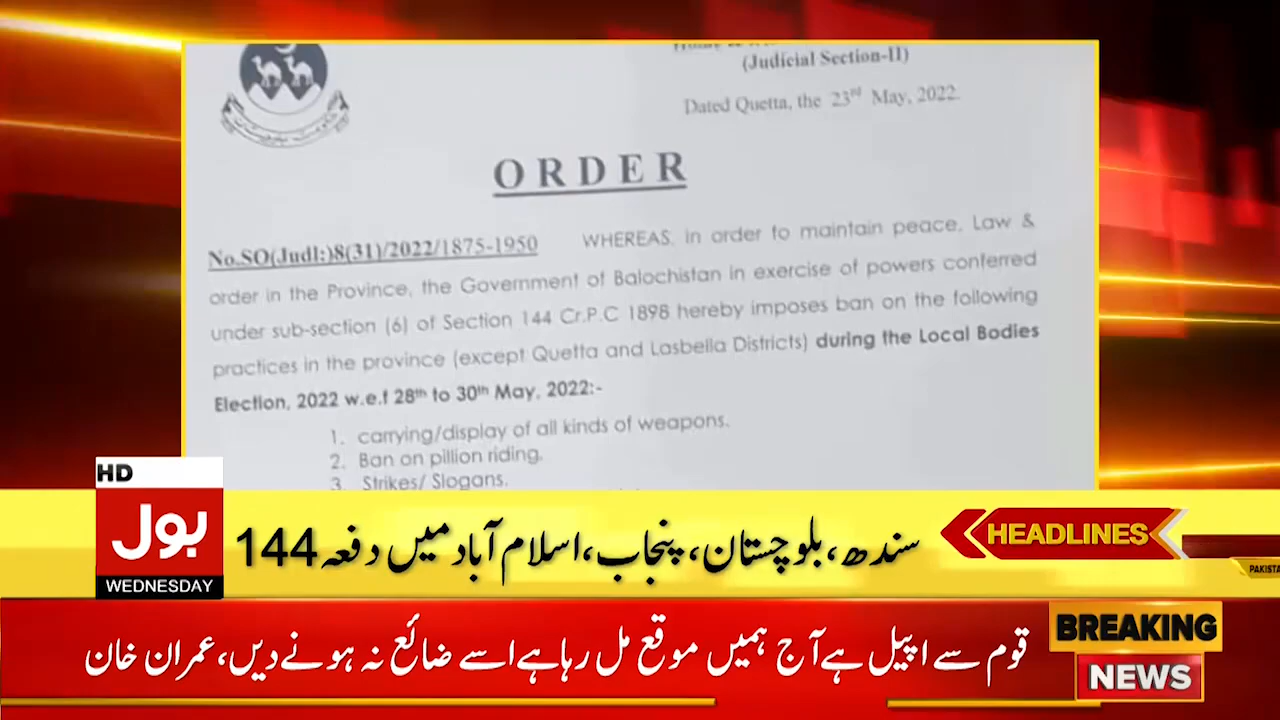 (Judicial Section-II)
Dated Quetta, the 23rd May, 2022.
ORDER
No.SO(Judl:)8(31)/2022/1875-1950 WHEREAS, in order to maintain peace, Law &
order in the Province, the Government of Balochistan in exercise of powers conferred
under sub-section (6) of Section 144 Cr.P.C 1898 hereby imposes ban on the following
practices in the province (except Quetta and Lasbella Districts) during the Local Bodies
Election, 2022 w.e.f 28th to 30th May, 2022:-
1. carrying/display of all kinds of weapons.
2. Ban on pillion riding.
3. Strikes/ Slogans.
HD
بول
WEDNESDAY
سندھ، بلوچستان، پنجاب، اسلام آباد میں دفعہ 144
HEADLINES
قوم سے اپیل ہے آج ہمیں موقع مل رہا ہے اسے ضائع نہ ہونے دیں، عمران خان
BREAKING
NEWS